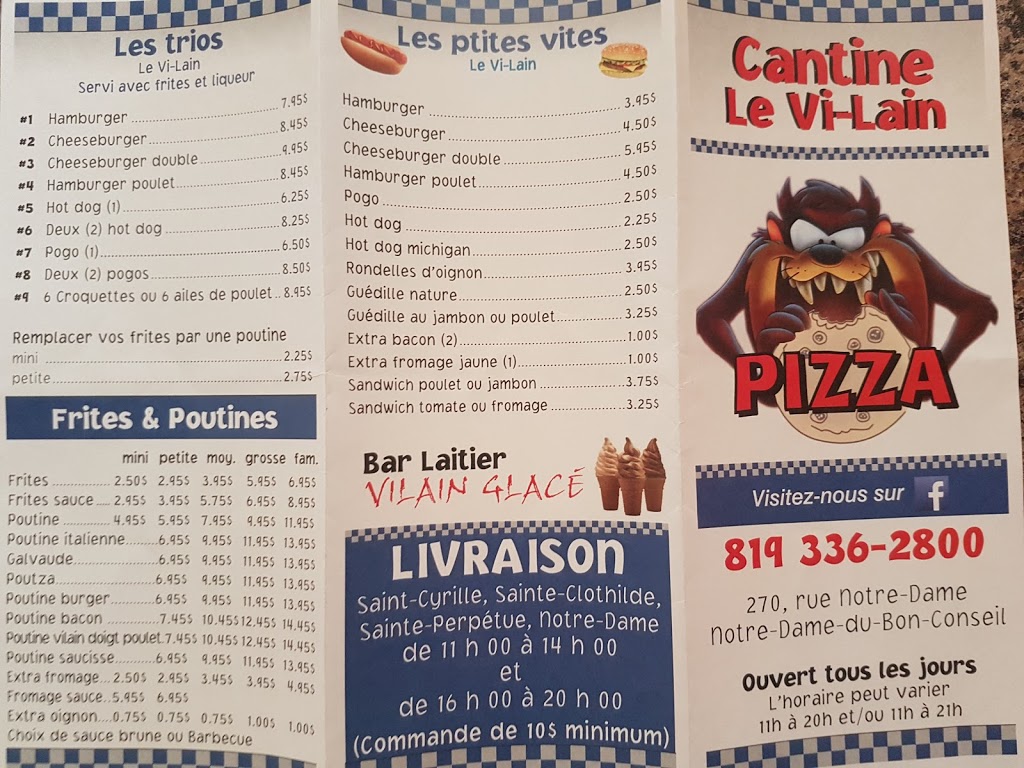 Les trios
Le Vi-Lain
Servi avec frites et liqueur
#1 Hamburger 7.95$
#2 Cheeseburger 8.45$
#3 Cheeseburger double 9.95$
#4 Hamburger poulet 8.45$
#5 Hot dog (1) 6.25$
#6 Deux (2) hot dog 8.25$
#7 Pogo (1) 6.50$
#8 Deux (2) pogos 8.50$
#9 6 Croquettes ou 6 ailes de poulet 8.95$
Remplacer vos frites par une poutine
mini 2.25$
petite 2.75$
Frites & Poutines
mini petite moy. grosse fam.
Frites 2.50$ 2.95$ 3.95$ 5.95$ 6.95$
Frites sauce 2.95$ 3.95$ 5.75$ 6.95$ 8.95$
Poutine 4.95$ 5.95$ 7.95$ 9.95$ 11.95$
Poutine italienne 6.95$ 9.95$ 11.95$ 13.95$
Galvaude 6.95$ 9.95$ 11.95$ 13.95$
Poutza 6.95$ 9.95$ 11.95$ 13.95$
Poutine burger 6.95$ 9.95$ 11.95$ 13.95$
Poutine bacon 7.45$ 10.45$ 12.45$ 14.45$
Poutine vilain doigt poulet 7.45$ 10.45$ 12.45$ 14.45$
Poutine saucisse 6.95$ 9.95$ 11.95$ 13.95$
Extra fromage 2.50$ 2.95$ 3.45$ 3.95$ 4.95$
Fromage sauce 5.95$ 6.95$
Extra oignon 0.75$ 0.75$ 0.75$ 1.00$ 1.00$
Choix de sauce brune ou Barbecue
Les ptites vites
Le Vi-Lain
Hamburger 3.95$
Cheeseburger 4.50$
Cheeseburger double 5.95$
Hamburger poulet 4.50$
Pogo 2.50$
Hot dog 2.25$
Hot dog michigan 2.50$
Rondelles d'oignon 3.95$
Guédille nature 2.50$
Guédille au jambon ou poulet 3.25$
Extra bacon (2) 1.00$
Extra fromage jaune (1) 1.00$
Sandwich poulet ou jambon 3.75$
Sandwich tomate ou fromage 3.25$
Bar Laitier
VILAIN GLACÉ
LIVRAISON
Saint-Cyrille, Sainte-Clothilde,
Sainte-Perpétue, Notre-Dame
de 11 h 00 à 14 h 00
et
de 16 h 00 à 20 h 00
(Commande de 10$ minimum)
Cantine
Le Vi-Lain
PIZZA
Visitez-nous sur f
819 336-2800
270, rue Notre-Dame
Notre-Dame-du-Bon-Conseil
Ouvert tous les jours
L'horaire peut varier
11h à 20h et/ou 11h à 21h